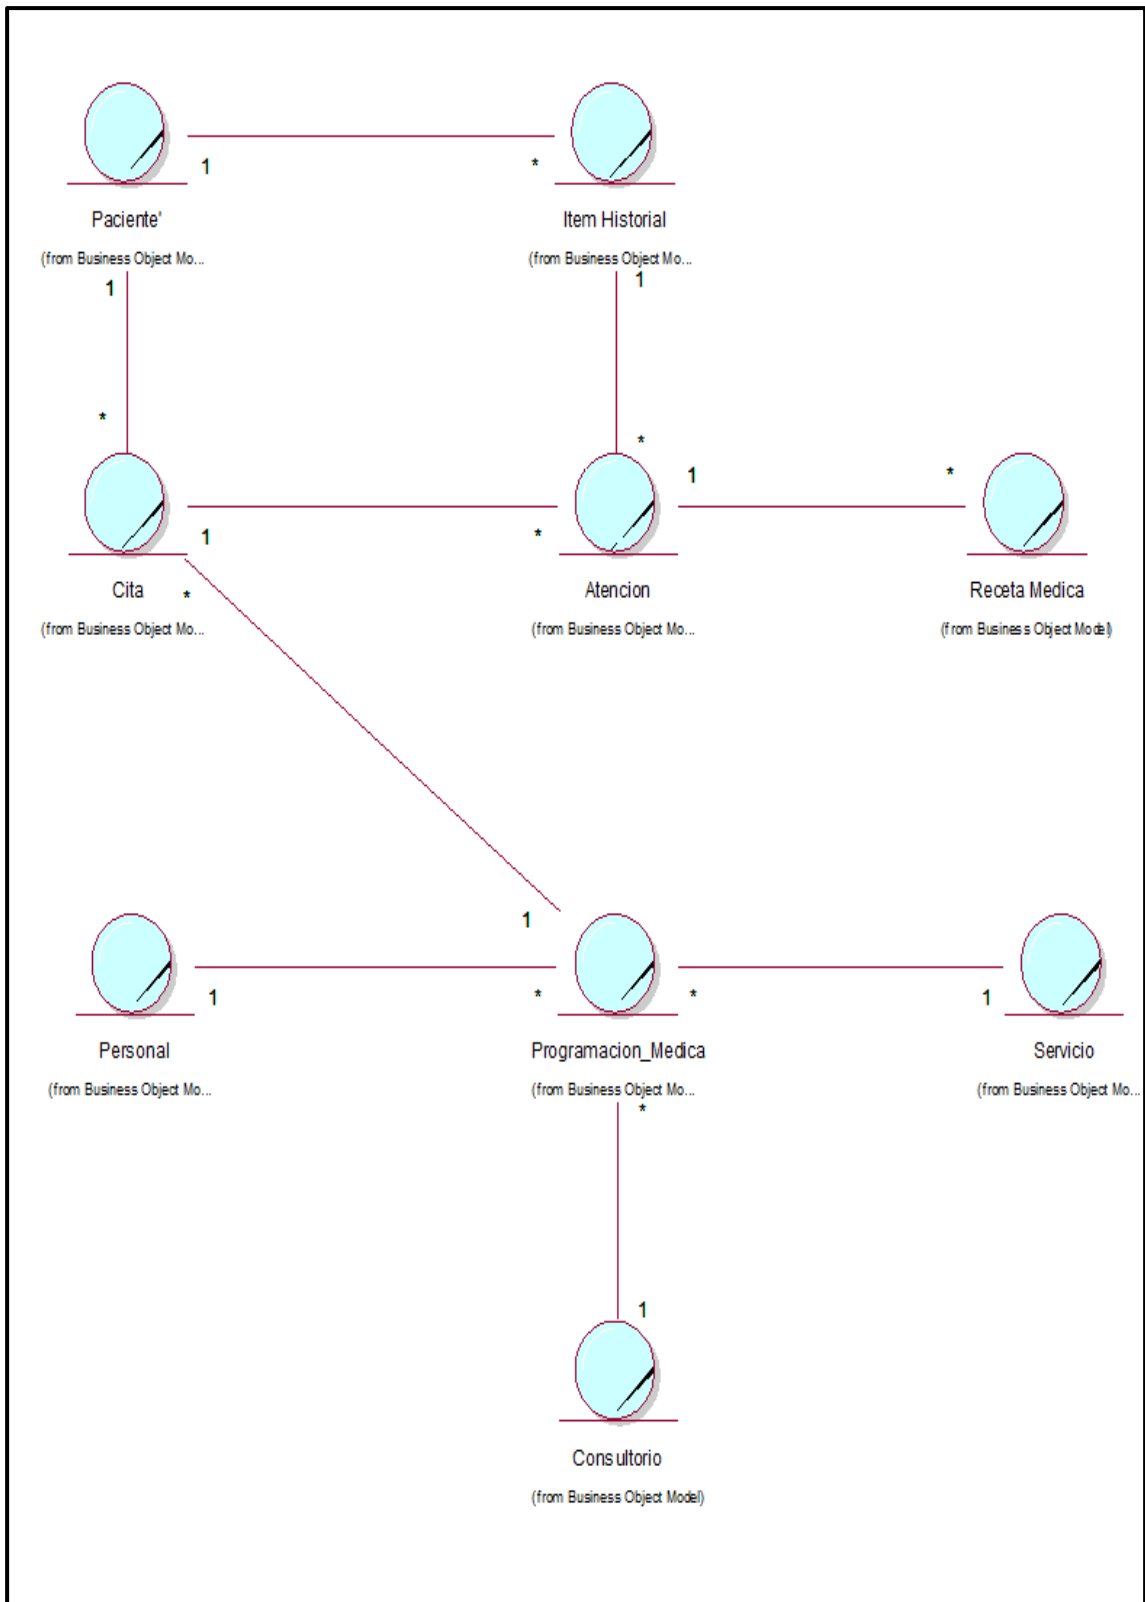 1
*
Paciente'
Item Historial
(from Business Object Mo...
(from Business Object Mo...
1
1
*
*
1
*
1
*
Cita
*
Atencion
Receta Medica
(from Business Object Mo...
(from Business Object Mo...
(from Business Object Model)
1
1
*
*
1
Personal
Programacion_Medica
Servicio
(from Business Object Mo...
(from Business Object Mo...
(from Business Object Mo...
*
1
Consultorio
(from Business Object Model)